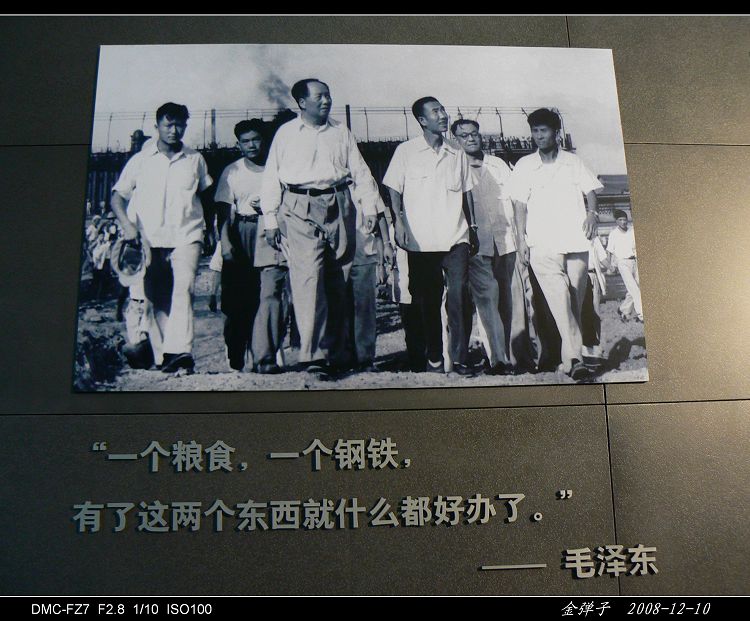 “一个粮食，一个钢铁，
有了这两个东西就什么都好办了。”
—— 毛泽东
DMC-FZ7 F2.8 1/10 ISO100
金弹子 2008-12-10